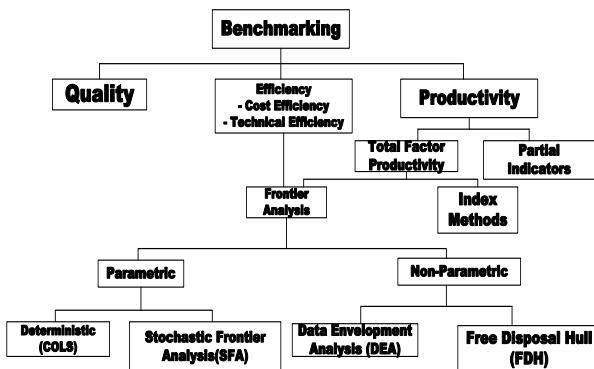 Benchmarking
Quality
Efficiency
- Cost Efficiency
- Technical Efficiency
Productivity
Total Factor
Productivity
Partial
Indicators
Frontier
Analysis
Index
Methods
Parametric
Non-Parametric
Deterministic
(COLS)
Stochastic Frontier
Analysis(SFA)
Data Envelopment
Analysis (DEA)
Free Disposal Hull
(FDH)